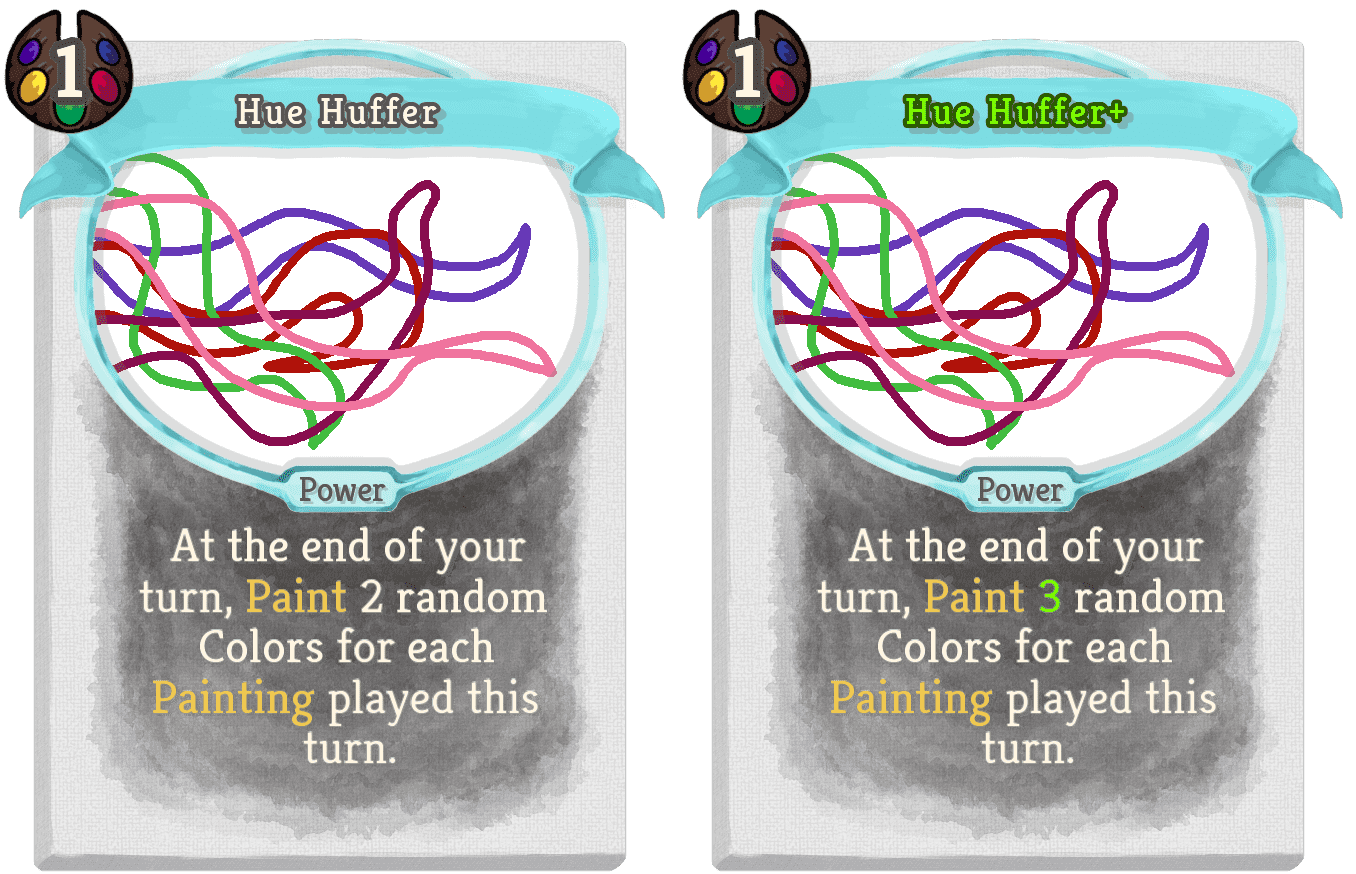 1
Hue Huffer
Power
At the end of your
turn, Paint 2 random
Colors for each
Painting played this
turn.
1
Hue Huffer+
Power
At the end of your
turn, Paint 3 random
Colors for each
Painting played this
turn.